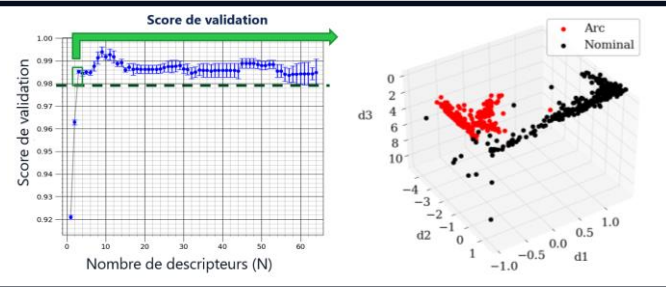 Score de validation
Score de validation
1.00
0.99
0.98
0.97
0.96
0.95
0.94
0.93
0.92
0 10 20 30 40 50 60
Nombre de descripteurs (N)
Arc
Nominal
d3
0
2
4
6
8
10
−4
−3
−2
−1
0
1
d2
−1.0
−0.5
0.0
0.5
1.0
d1